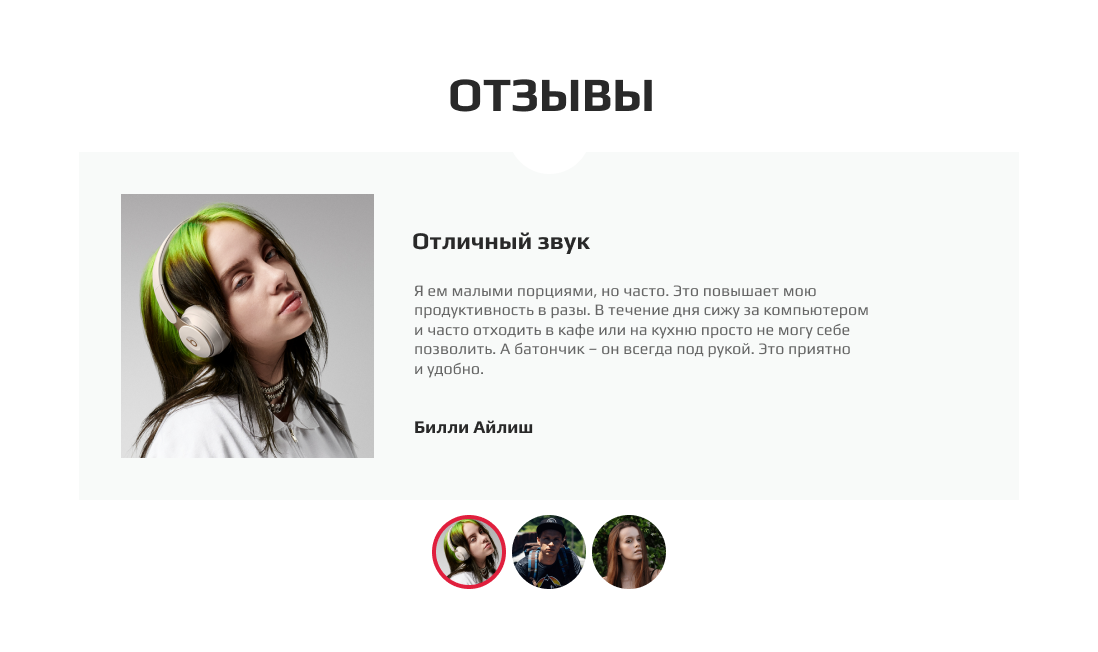 ОТЗЫВЫ
Отличный звук
Я ем малыми порциями, но часто. Это повышает мою
продуктивность в разы. В течение дня сижу за компьютером
и часто отходить в кафе или на кухню просто не могу себе
позволить. А батончик – он всегда под рукой. Это приятно
и удобно.
Билли Айлиш